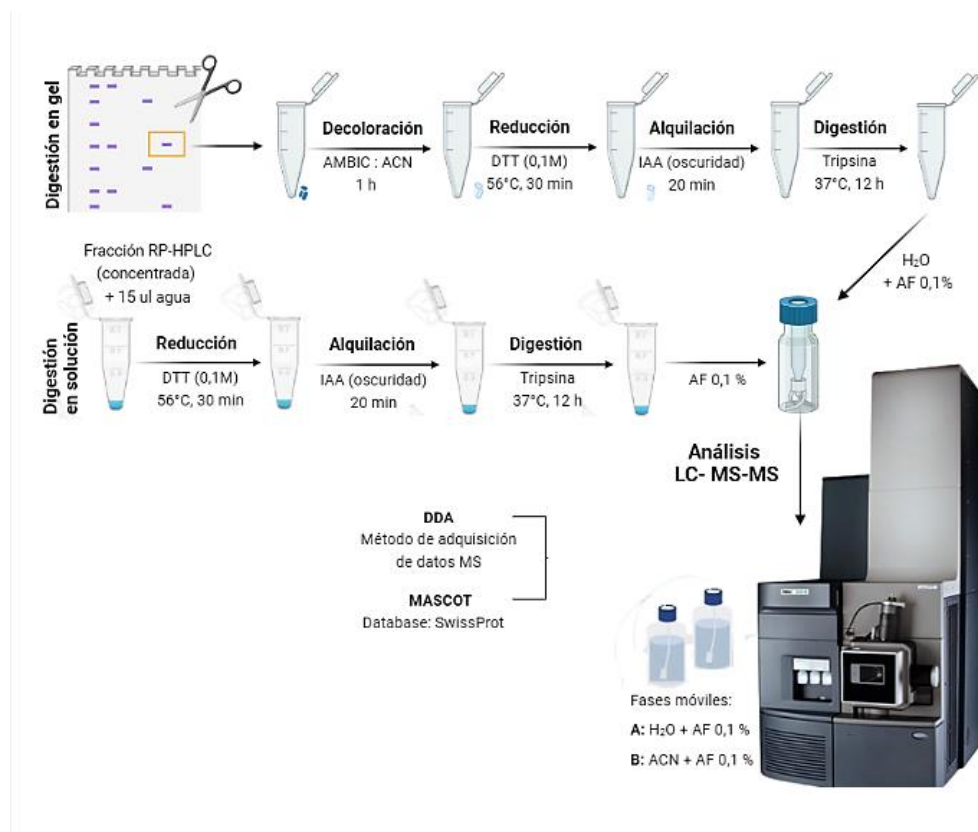 Digestión en gel
Decoloración
AMBIC : ACN
1 h
Reducción
DTT (0,1M)
56°C, 30 min
Alquilación
IAA (oscuridad)
20 min
Digestión
Tripsina
37°C, 12 h
H₂O
+ AF 0,1%
Digestión
en solución
Fracción RP-HPLC
(concentrada)
+ 15 ul agua
Reducción
DTT (0,1M)
56°C, 30 min
Alquilación
IAA (oscuridad)
20 min
Digestión
Tripsina
37°C, 12 h
AF 0,1 %
Análisis
LC- MS-MS
DDA
Método de adquisición
de datos MS
MASCOT
Database: SwissProt
Fases móviles:
A: H₂O + AF 0,1 %
B: ACN + AF 0,1 %